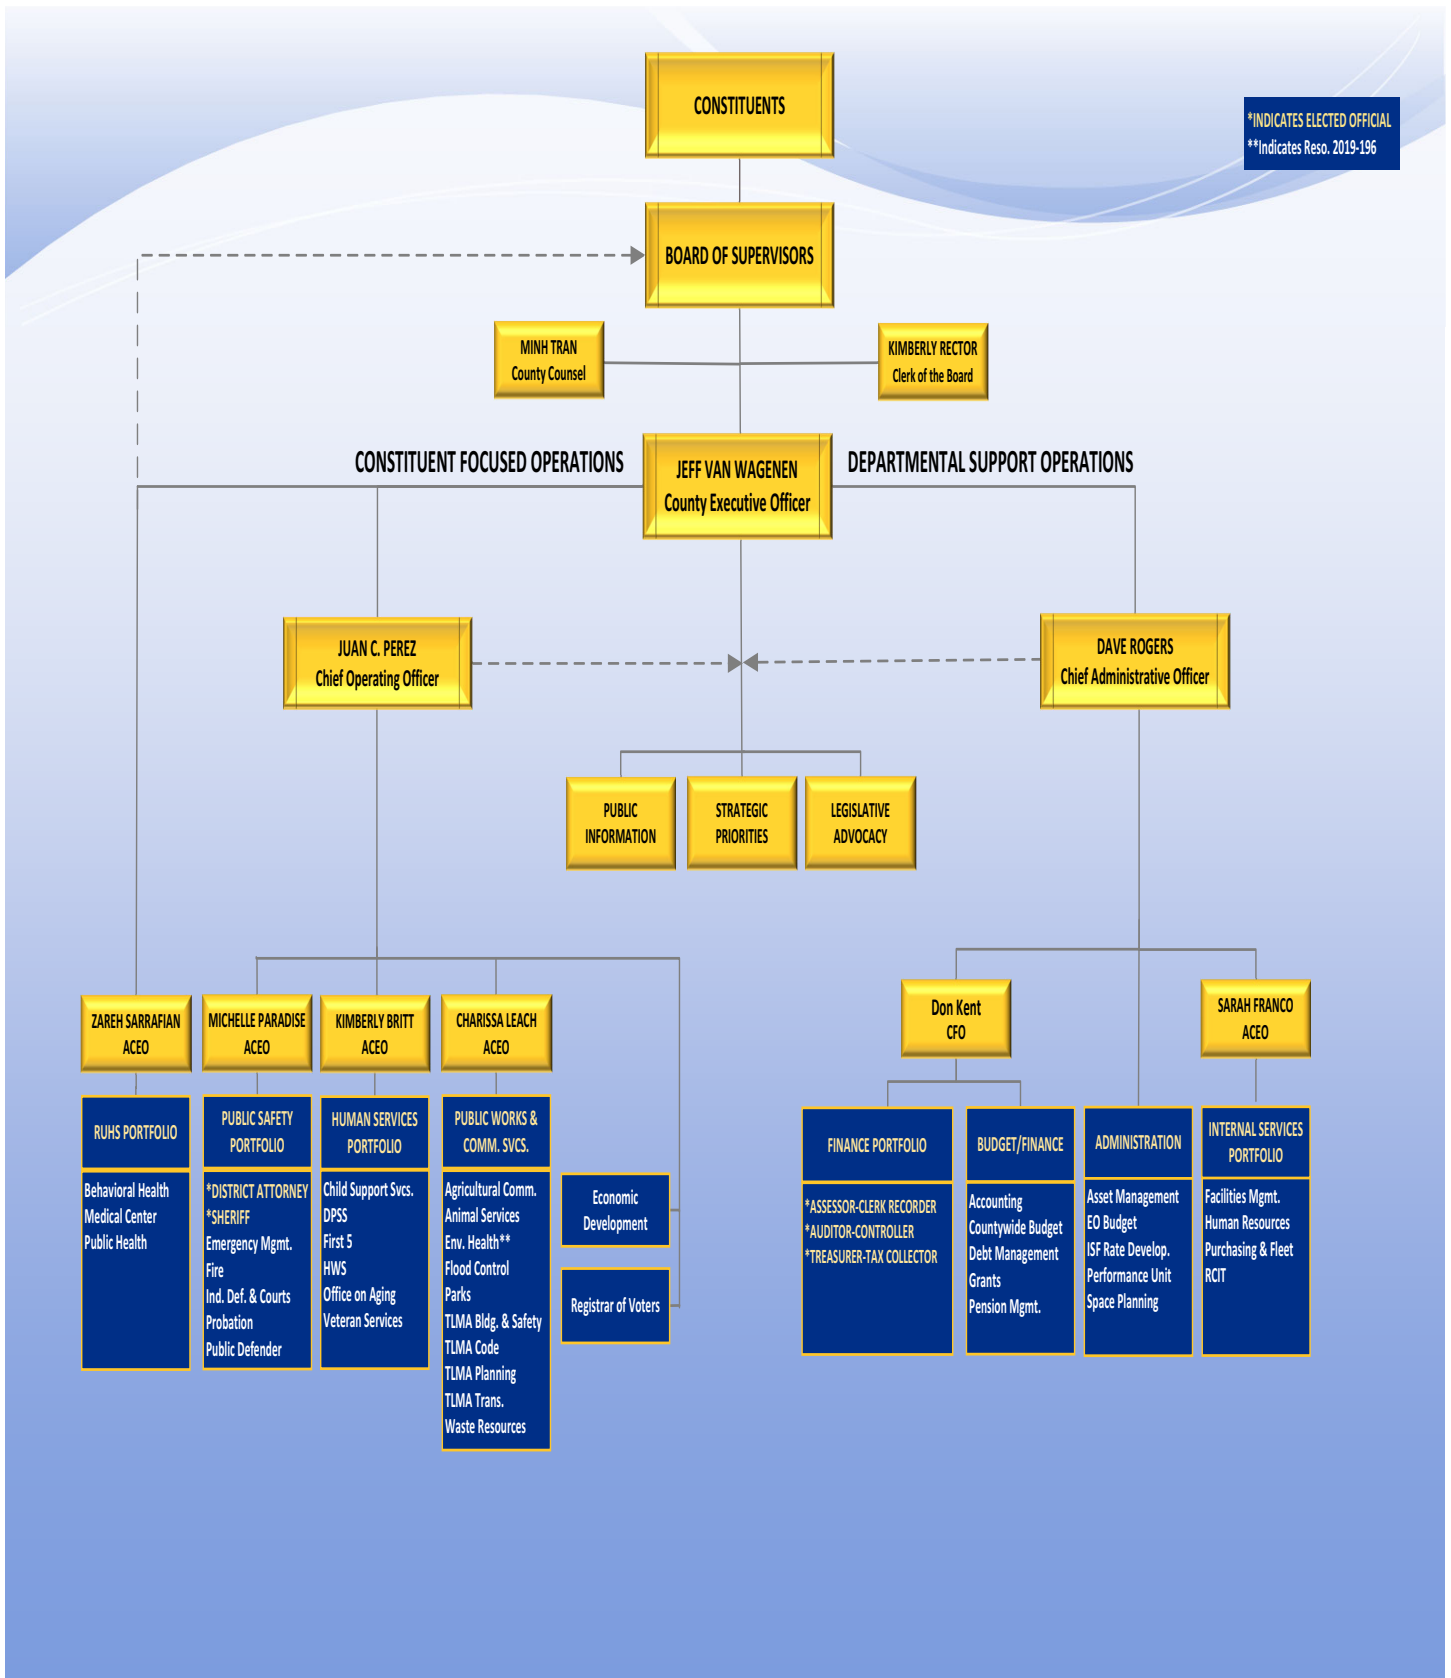 CONSTITUENTS
*INDICATES ELECTED OFFICIAL
**Indicates Reso. 2019-196
BOARD OF SUPERVISORS
MINH TRAN
County Counsel
KIMBERLY RECTOR
Clerk of the Board
CONSTITUENT FOCUSED OPERATIONS
JEFF VAN WAGENEN
County Executive Officer
DEPARTMENTAL SUPPORT OPERATIONS
JUAN C. PEREZ
Chief Operating Officer
DAVE ROGERS
Chief Administrative Officer
PUBLIC
INFORMATION
STRATEGIC
PRIORITIES
LEGISLATIVE
ADVOCACY
ZAREH SARRAFIAN
ACEO
MICHELLE PARADISE
ACEO
KIMBERLY BRITT
ACEO
CHARISSA LEACH
ACEO
Don Kent
CFO
SARAH FRANCO
ACEO
RUHS PORTFOLIO
Behavioral Health
Medical Center
Public Health
PUBLIC SAFETY
PORTFOLIO
*DISTRICT ATTORNEY
*SHERIFF
Emergency Mgmt.
Fire
Ind. Def. & Courts
Probation
Public Defender
HUMAN SERVICES
PORTFOLIO
Child Support Svcs.
DPSS
First 5
HWS
Office on Aging
Veteran Services
PUBLIC WORKS &
COMM. SVCS.
Agricultural Comm.
Animal Services
Env. Health**
Flood Control
Parks
TLMA Bldg. & Safety
TLMA Code
TLMA Planning
TLMA Trans.
Waste Resources
Economic
Development
Registrar of Voters
FINANCE PORTFOLIO
*ASSESSOR-CLERK RECORDER
*AUDITOR-CONTROLLER
*TREASURER-TAX COLLECTOR
BUDGET/FINANCE
Accounting
Countywide Budget
Debt Management
Grants
Pension Mgmt.
ADMINISTRATION
Asset Management
EO Budget
ISF Rate Develop.
Performance Unit
Space Planning
INTERNAL SERVICES
PORTFOLIO
Facilities Mgmt.
Human Resources
Purchasing & Fleet
RCIT